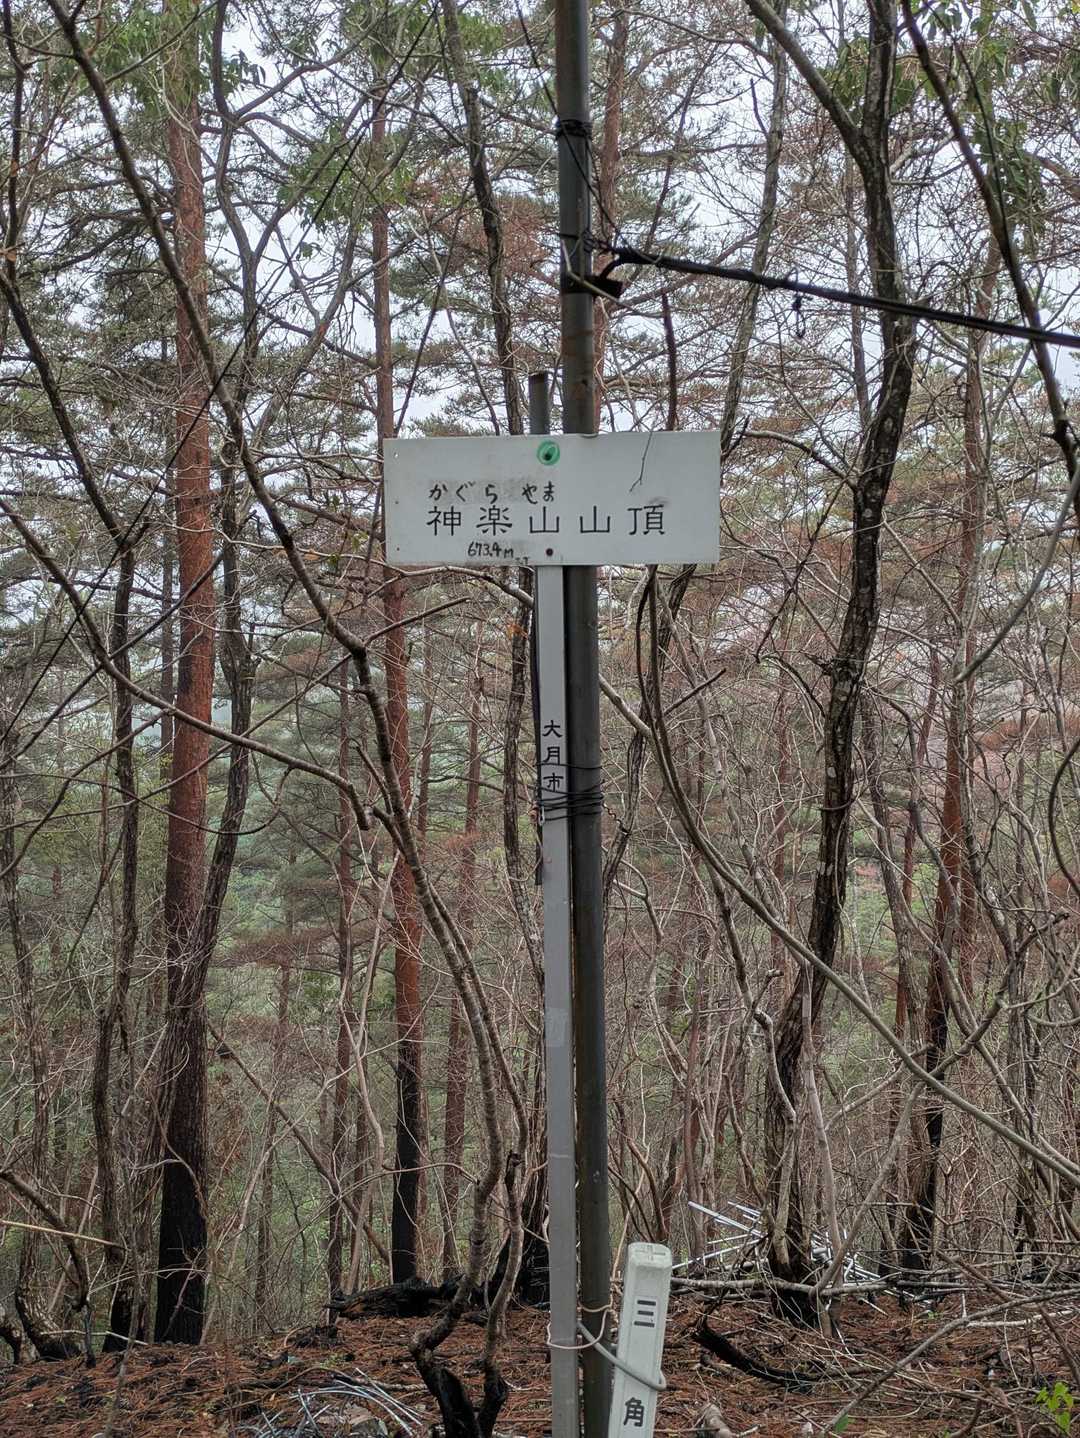 かぐらやま
神楽山山頂
673.4m
大月市
三角